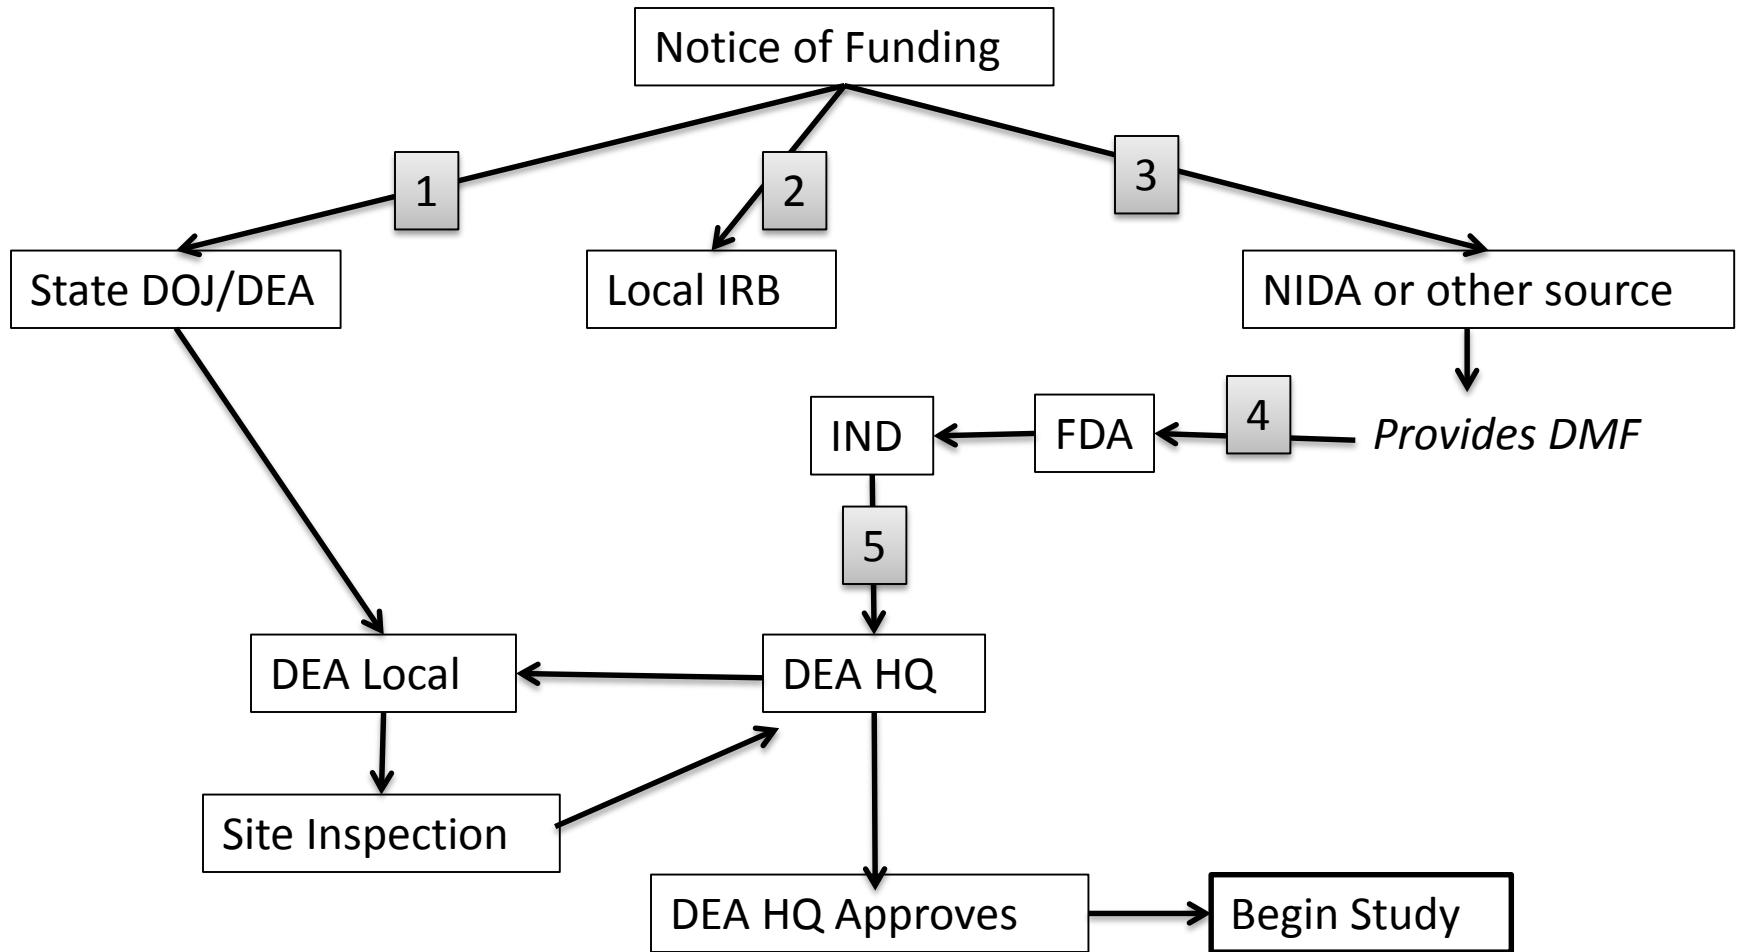 Notice of Funding
1
2
3
State DOJ/DEA
Local IRB
NIDA or other source
IND
FDA
4
Provides DMF
5
DEA Local
DEA HQ
Site Inspection
DEA HQ Approves
Begin Study